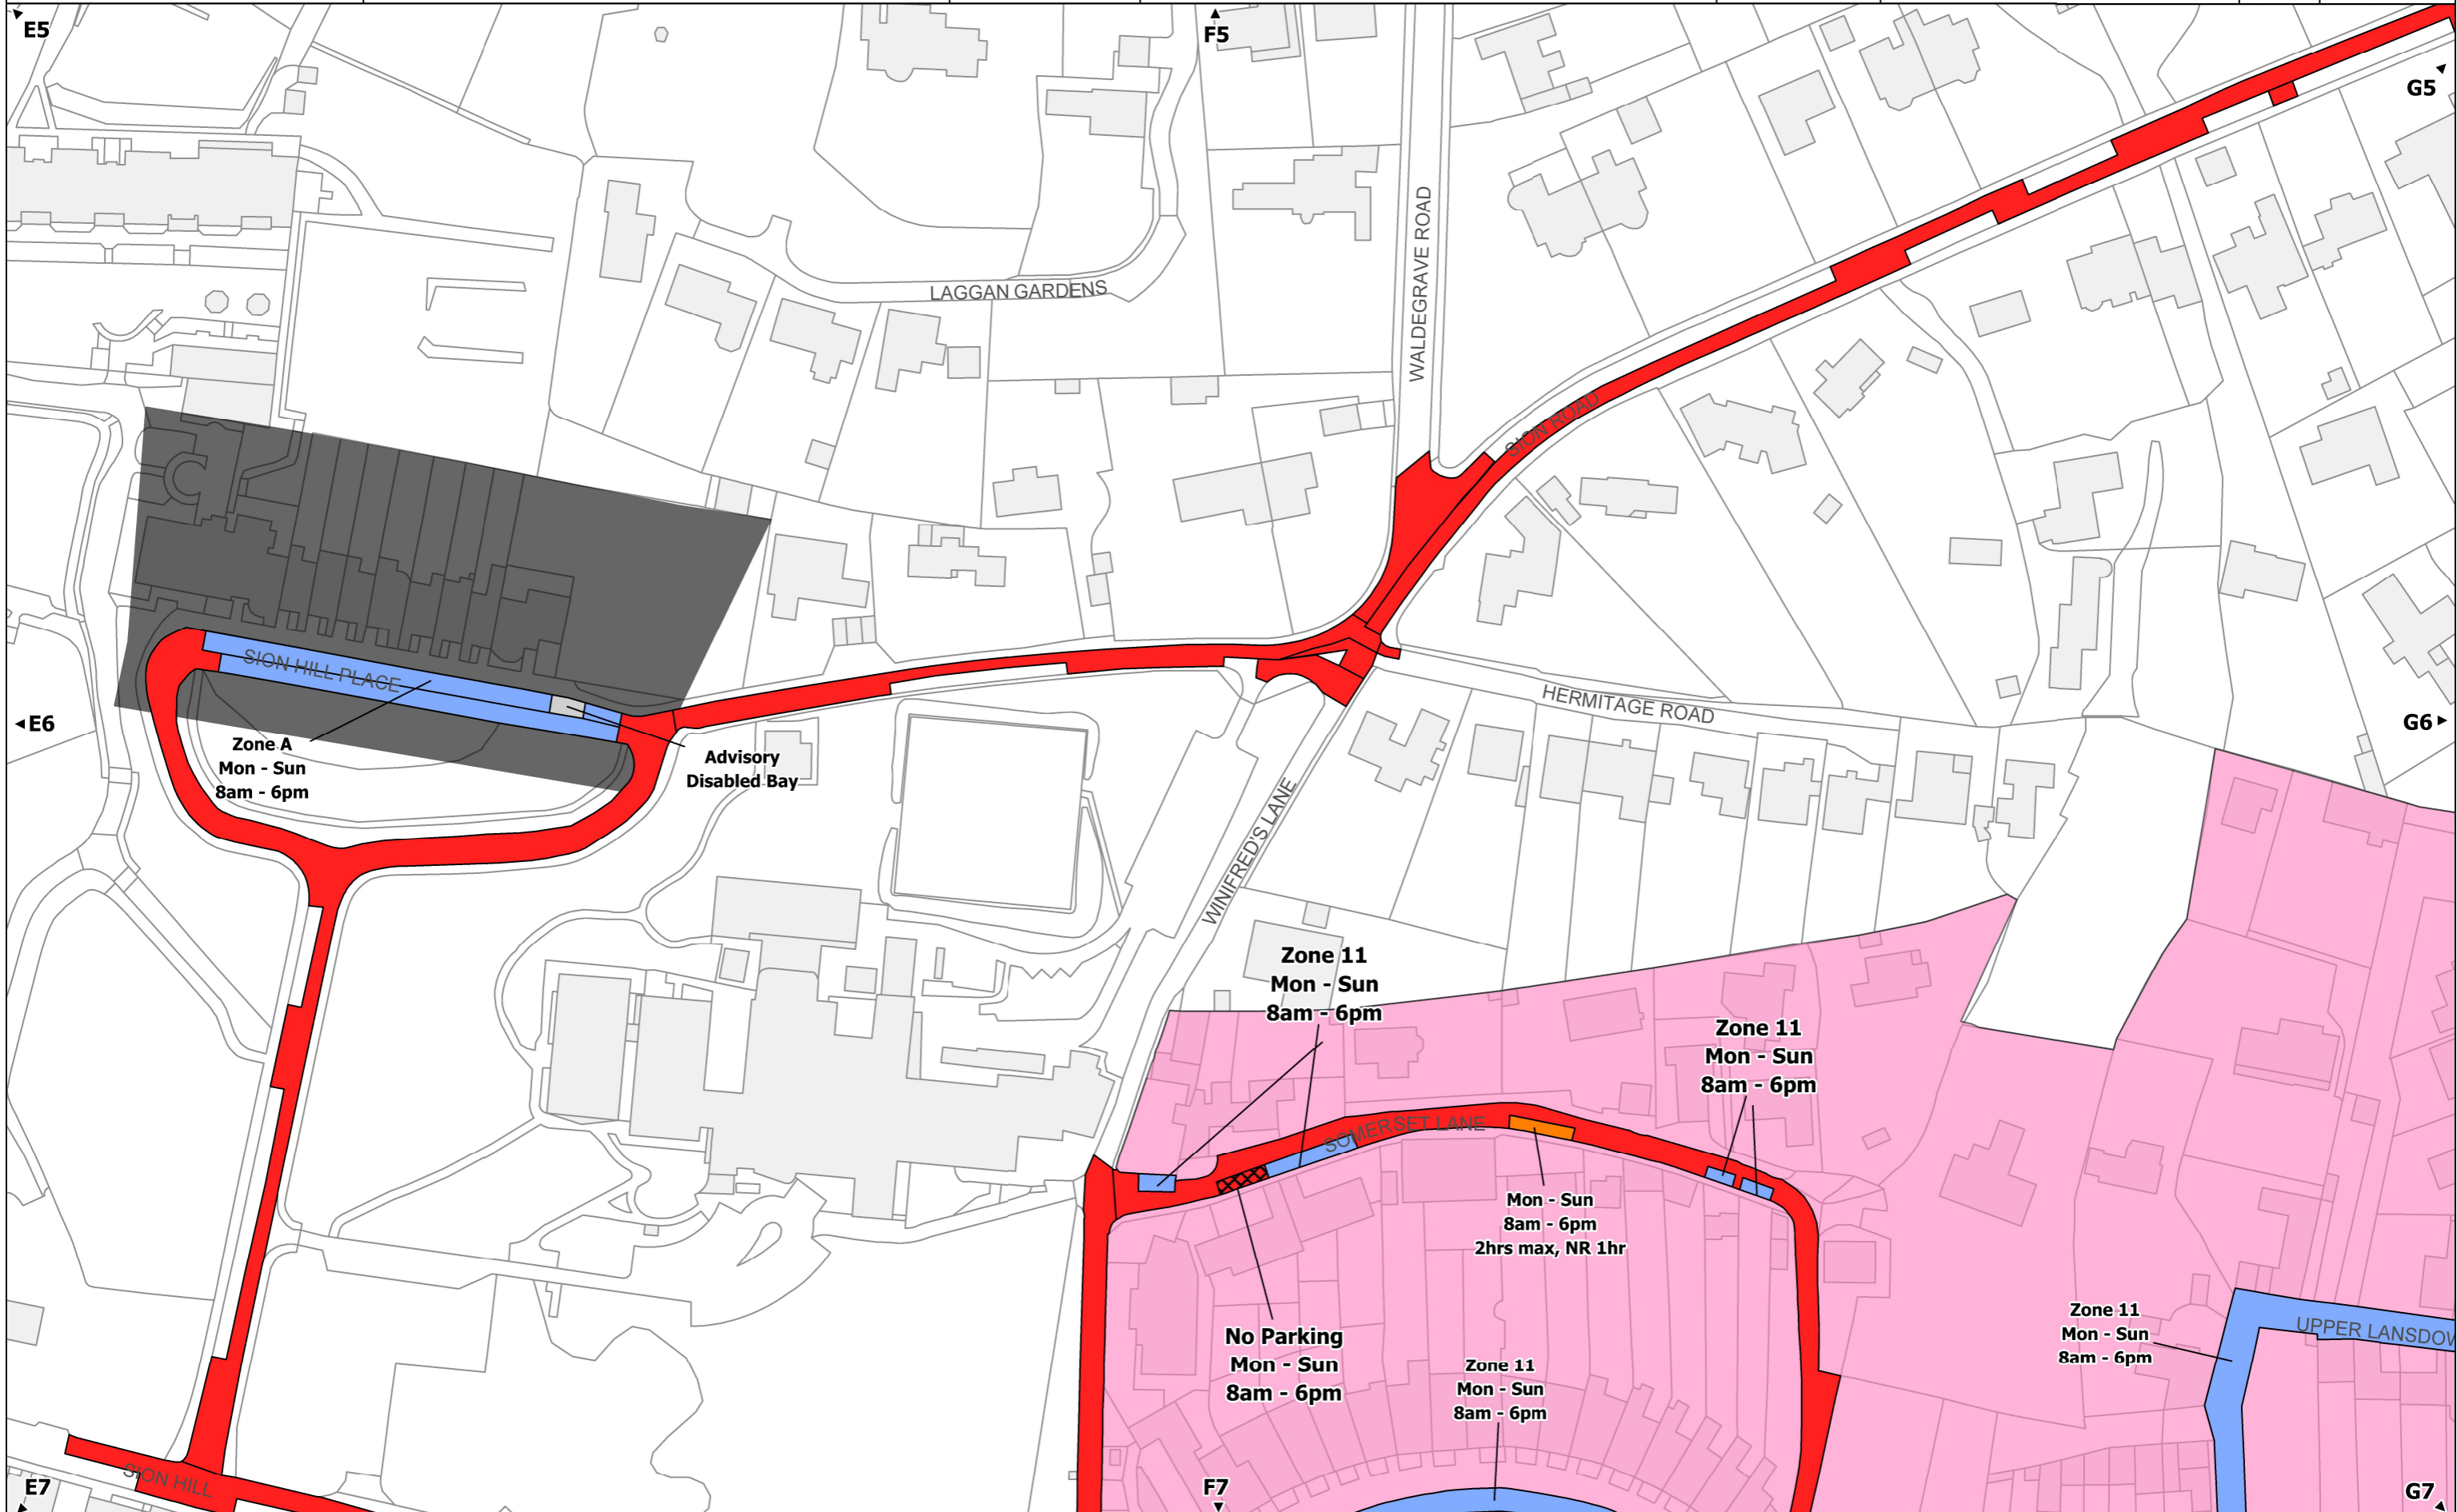 E5
F5
G5
WALDEGRAVE ROAD
LAGGAN GARDENS
SION ROAD
SION HILL PLACE
HERMITAGE ROAD
E6
G6
Zone A
Mon - Sun
8am - 6pm
Advisory
Disabled Bay
WINIFRED'S LANE
Zone 11
Mon - Sun
8am - 6pm
Zone 11
Mon - Sun
8am - 6pm
SOMERSET LANE
Mon - Sun
8am - 6pm
2hrs max, NR 1hr
No Parking
Mon - Sun
8am - 6pm
Zone 11
Mon - Sun
8am - 6pm
Zone 11
Mon - Sun
8am - 6pm
UPPER LANSDOW
SION HILL
E7
F7
G7